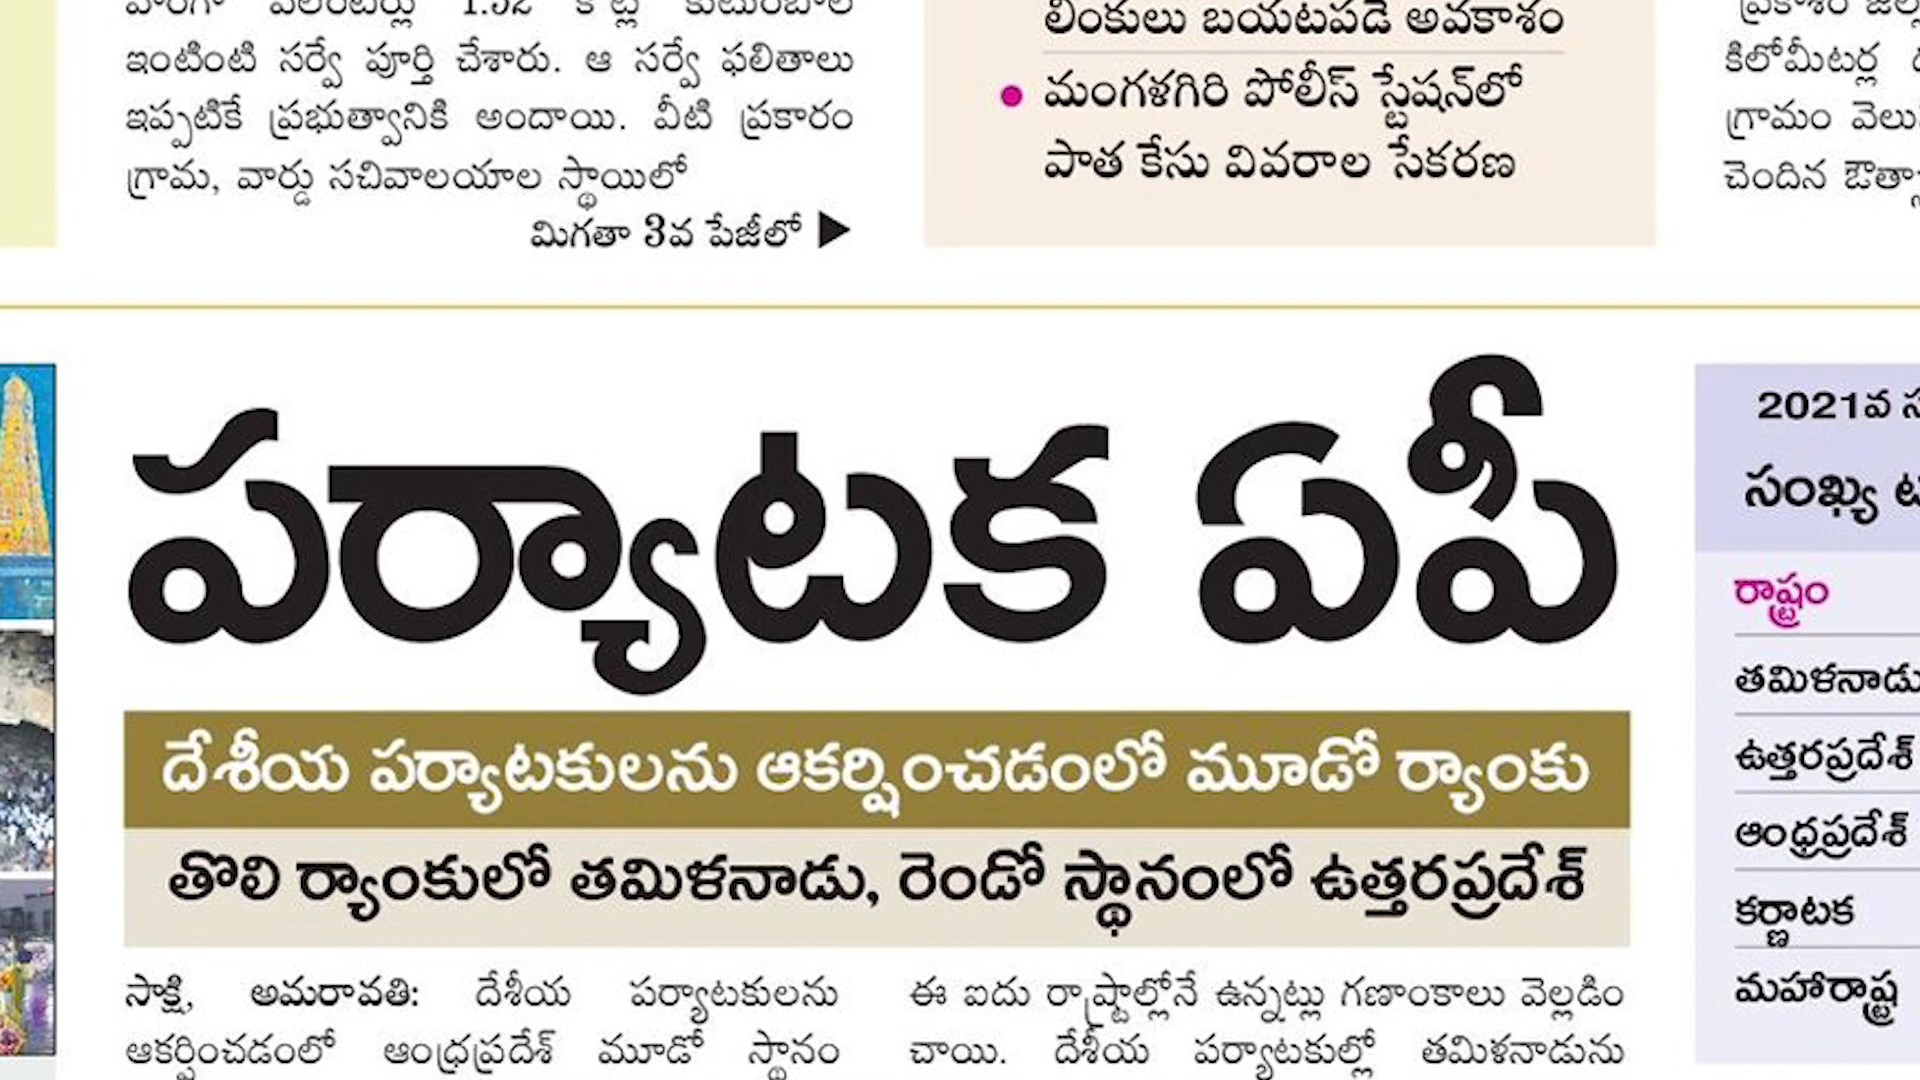 ఇంటింటి సర్వే పూర్తి చేశారు. ఆ సర్వే ఫలితాలు
ఇప్పటికే ప్రభుత్వానికి అందాయి. వీటి ప్రకారం
గ్రామ, వార్డు సచివాలయాల స్థాయిలో
మిగతా 3వ పేజీలో ▶
లింకులు బయటపడే అవకాశం
● మంగళగిరి పోలీస్ స్టేషన్‌లో
పాత కేసు వివరాల సేకరణ
కిలోమీటర్ల
గ్రామం
చెందిన
పర్యాటక ఏపీ
దేశీయ పర్యాటకులను ఆకర్షించడంలో మూడో ర్యాంకు
తొలి ర్యాంకులో తమిళనాడు, రెండో స్థానంలో ఉత్తరప్రదేశ్
సాక్షి, అమరావతి: దేశీయ పర్యాటకులను
ఆకర్షించడంలో ఆంధ్రప్రదేశ్ మూడో స్థానం
ఈ ఐదు రాష్ట్రాల్లోనే ఉన్నట్లు గణాంకాలు వెల్లడిం
చాయి. దేశీయ పర్యాటకుల్లో తమిళనాడును
2021వ
సంఖ్య
రాష్ట్రం
తమిళనాడు
ఉత్తరప్రదేశ్
ఆంధ్రప్రదేశ్
కర్ణాటక
మహారాష్ట్ర